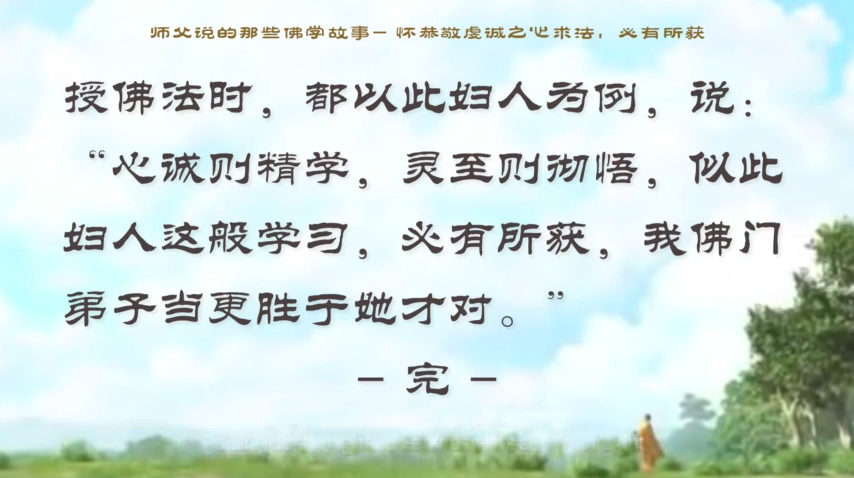 师父说的那些佛学故事– 怀恭敬虔诚之心求法，必有所获
授佛法时，都以此妇人为例，说：
“心诚则精学，灵至则彻悟，似此
妇人这般学习，必有所获，我佛门
弟子当更胜于她才对。”
– 完 –